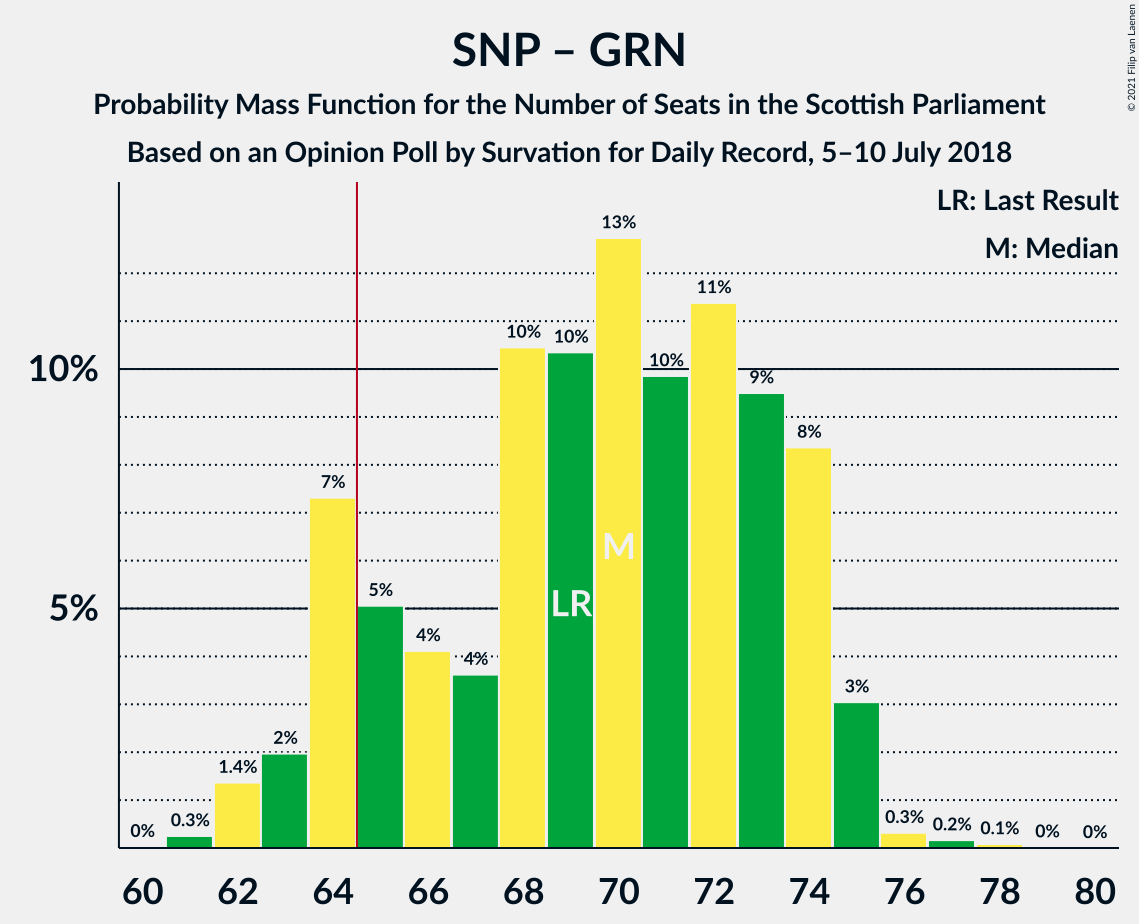 SNP – GRN
Probability Mass Function for the Number of Seats in the Scottish Parliament
Based on an Opinion Poll by Survation for Daily Record, 5–10 July 2018
© 2021 Filip van Laenen
LR: Last Result
M: Median
13%
11%
10%
10%
10%
10%
9%
8%
7%
M
LR
5%
5%
4%
4%
3%
2%
1.4%
0%
0.3%
0.3%
0.2%
0.1%
0%
0%
60 62 64 66 68 70 72 74 76 78 80